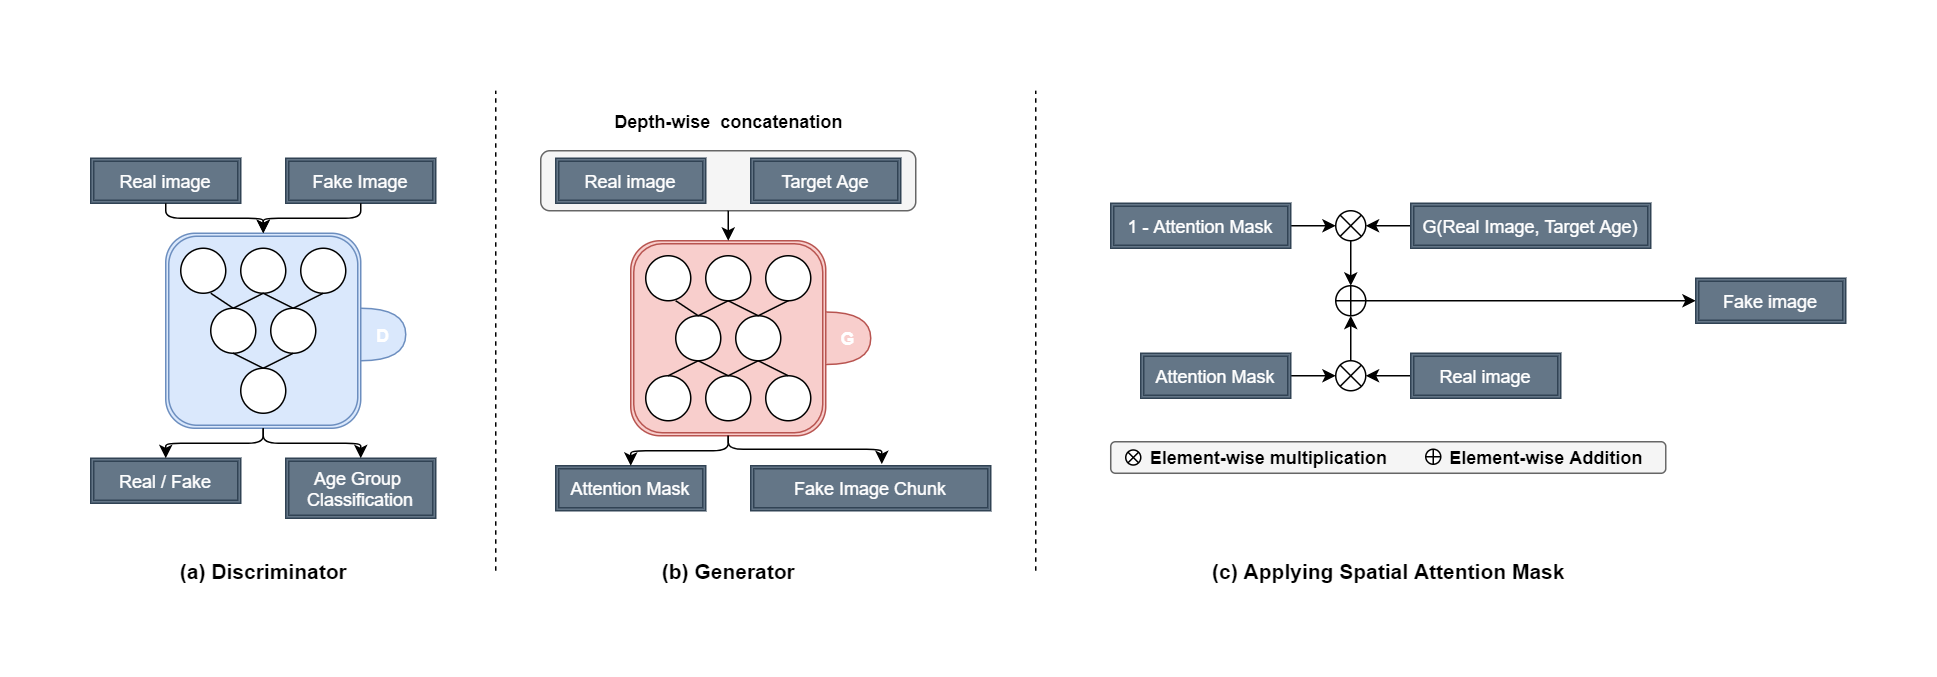 Real image
Fake Image
D
Real / Fake
Age Group
Classification
(a) Discriminator
Depth-wise concatenation
Real image
Target Age
G
Attention Mask
Fake Image Chunk
(b) Generator
1 - Attention Mask
G(Real Image, Target Age)
Fake image
Attention Mask
Real image
Element-wise multiplication
Element-wise Addition
(c) Applying Spatial Attention Mask